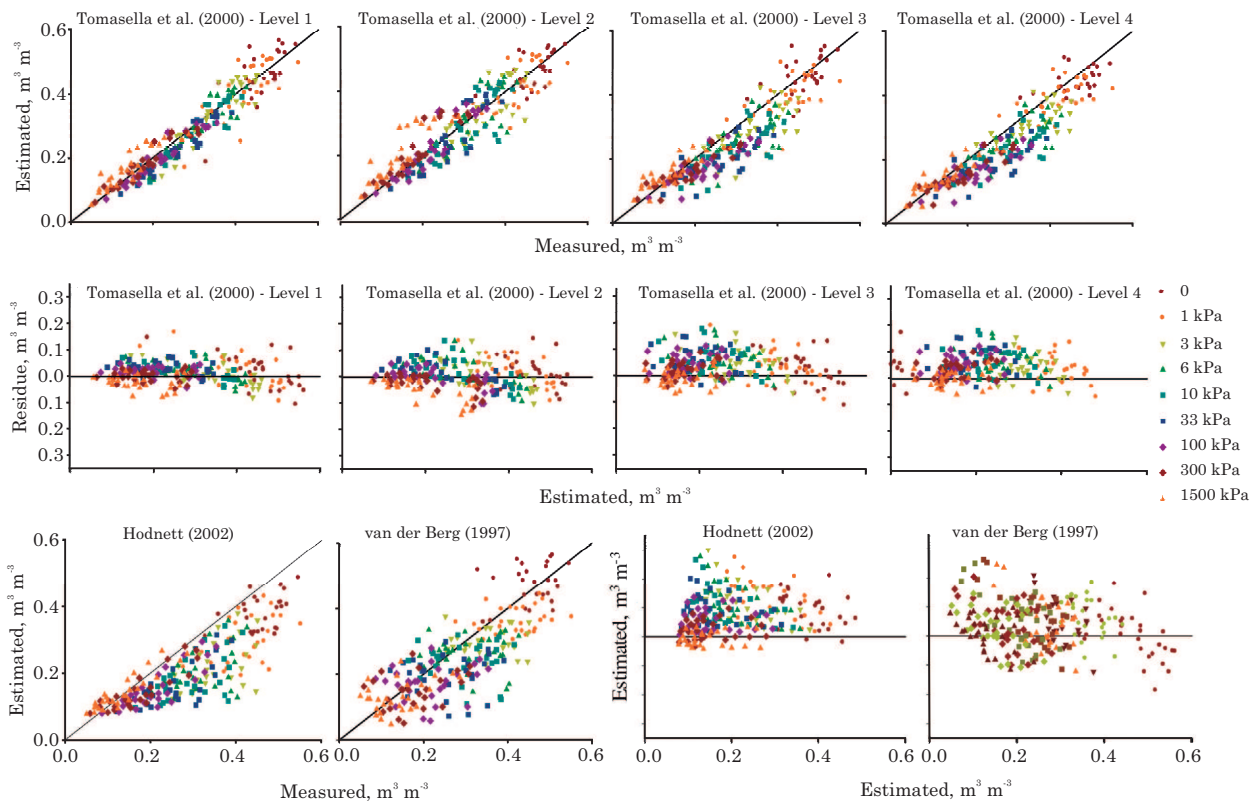 Tomasella et al. (2000) - Level 1
Tomasella et al. (2000) - Level 2
Tomasella et al. (2000) - Level 3
Tomasella et al. (2000) - Level 4
Estimated, m³ m⁻³
0.6
0.4
0.2
0.0
Measured, m³ m⁻³
Tomasella et al. (2000) - Level 1
Tomasella et al. (2000) - Level 2
Tomasella et al. (2000) - Level 3
Tomasella et al. (2000) - Level 4
Residue, m³ m⁻³
0.3
0.2
0.1
0.0
0.1
0.2
0.3
Estimated, m³ m⁻³
0
1 kPa
3 kPa
6 kPa
10 kPa
33 kPa
100 kPa
300 kPa
1500 kPa
Hodnett (2002)
van der Berg (1997)
Hodnett (2002)
van der Berg (1997)
Estimated, m³ m⁻³
0.6
0.4
0.2
0.0
Estimated, m³ m⁻³
0.0 0.2 0.4 0.6
0.0 0.2 0.4 0.6
0.0 0.2 0.4 0.6
0.0 0.2 0.4 0.6
Measured, m³ m⁻³
Estimated, m³ m⁻³